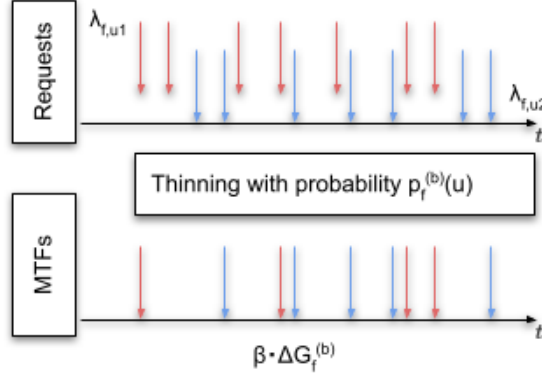 Requests
λf,u1
λf,u2
t
Thinning with probability pf(b)(u)
MTFs
t
β·ΔGf(b)